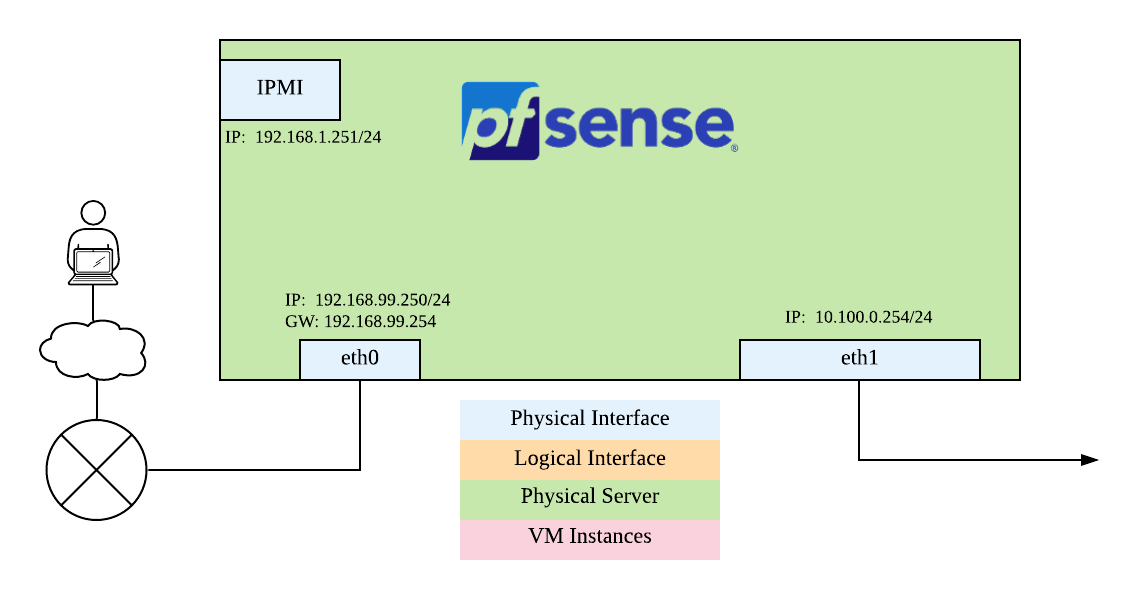 IPMI
IP: 192.168.1.251/24
pfsense®
IP: 192.168.99.250/24
GW: 192.168.99.254
eth0
IP: 10.100.0.254/24
eth1
Physical Interface
Logical Interface
Physical Server
VM Instances